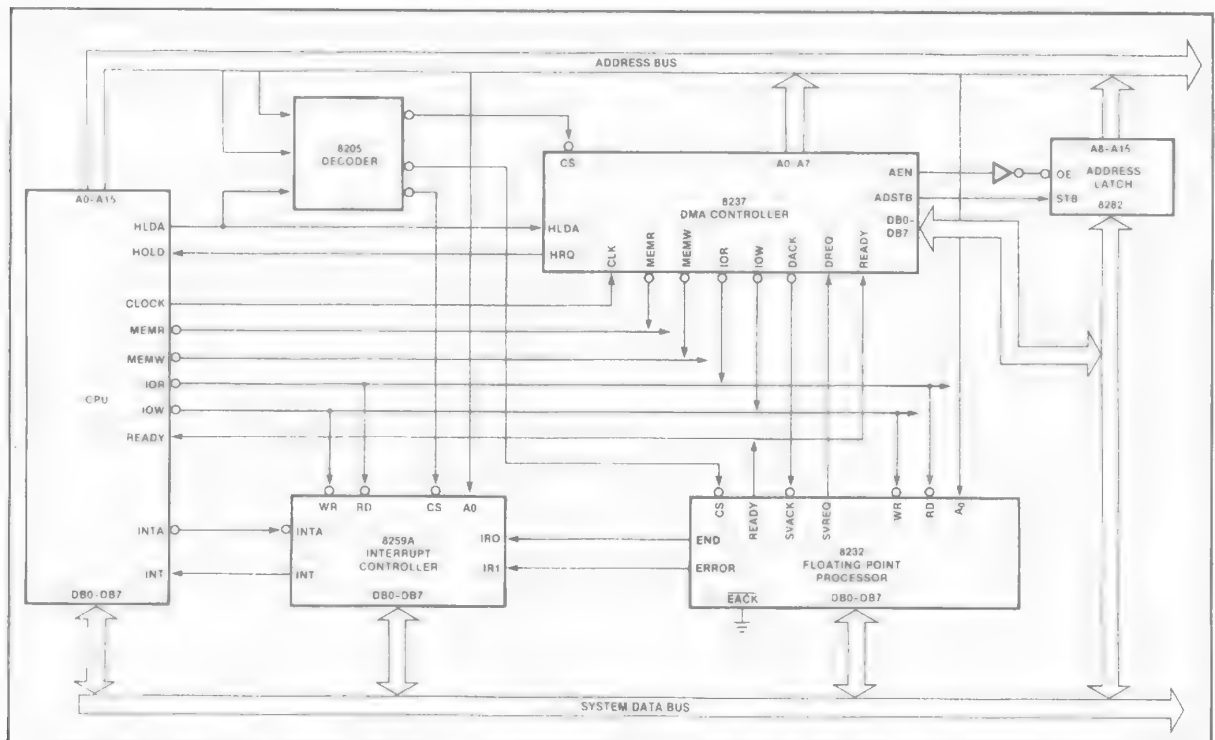 ADDRESS BUS
8205
DECODER
CS
A0-A7
AEN
ADSTB
DB0-
DB7
8237
DMA CONTROLLER
HLDA
HRQ
CLK
MEMR
MEMW
IOR
IOW
DACK
DREQ
READY
A8-A15
OE
ADDRESS
LATCH
STB
8282
A0-A15
HLDA
HOLD
CLOCK
MEMR
MEMW
IOR
CPU
IOW
READY
INTA
INT
DB0-DB7
WR
RD
CS
A0
INTA
8259A
INTERRUPT
CONTROLLER
IR0
IR1
INT
DB0-DB7
CS
READY
SVACK
SVREQ
WR
RD
A0
END
ERROR
8232
FLOATING POINT
PROCESSOR
EACK
DB0-DB7
SYSTEM DATA BUS